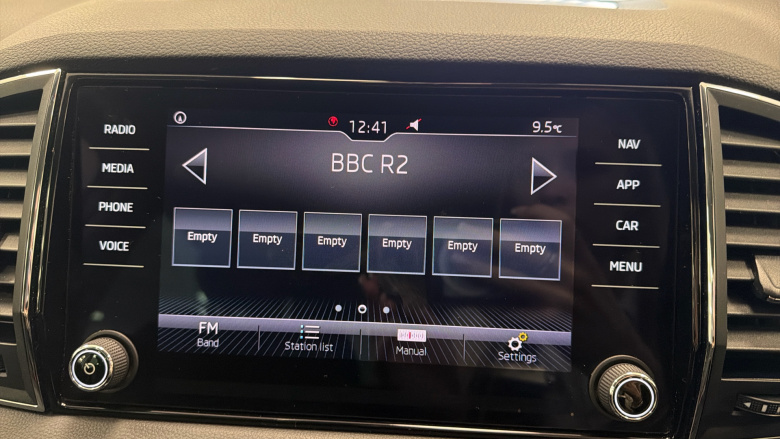 RADIO
MEDIA
PHONE
VOICE
12:41
9.5°C
BBC R2
Empty
Empty
Empty
Empty
Empty
Empty
FM
Band
Station list
Manual
Settings
NAV
APP
CAR
MENU